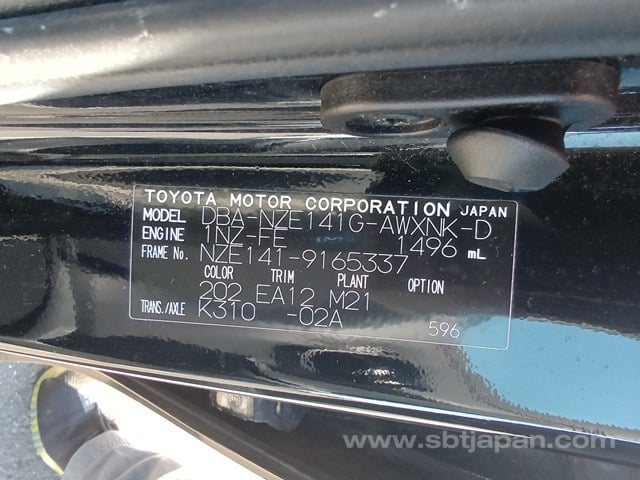 TOYOTA MOTOR CORPORATION JAPAN
MODEL DBA-NZE141G-AWXNK-D
ENGINE 1NZ-FE 1496 mL
FRAME No. NZE141-9165337
COLOR TRIM PLANT OPTION
202 EA12 M21
TRANS./AXLE K310 -02A
596
www.sbtjapan.com